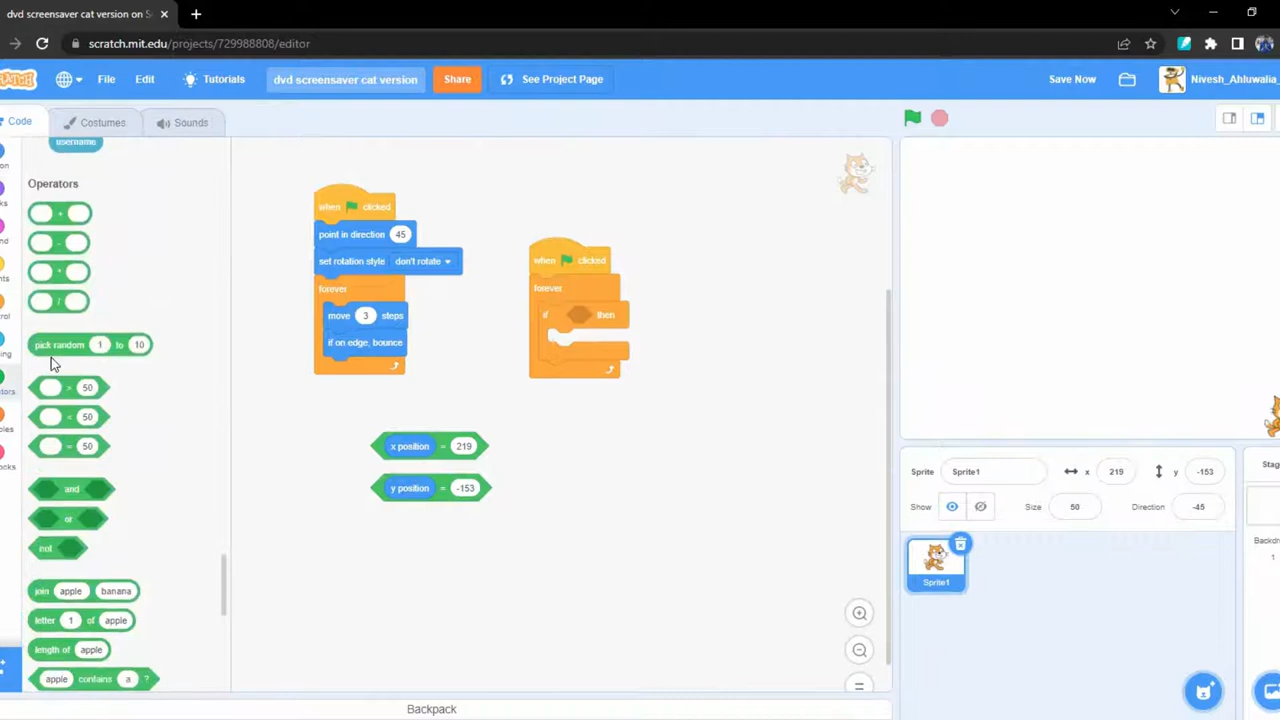 dvd screensaver cat version on S
scratch.mit.edu/projects/729988808/editor
File Edit Tutorials dvd screensaver cat version Share See Project Page Save Now Nivesh_Ahluwalia_
Code Costumes Sounds
username
Operators
+
-
*
/
pick random 1 to 10
> 50
< 50
= 50
and
or
not
join apple banana
letter 1 of apple
length of apple
apple contains a ?
when clicked
point in direction 45
set rotation style don't rotate
forever
move 3 steps
if on edge, bounce
when clicked
forever
if then
x position = 219
y position = -153
Sprite Sprite1 x 219 y -153
Show Size 50 Direction -45
Sprite1
Stag
Backdr
1
Backpack